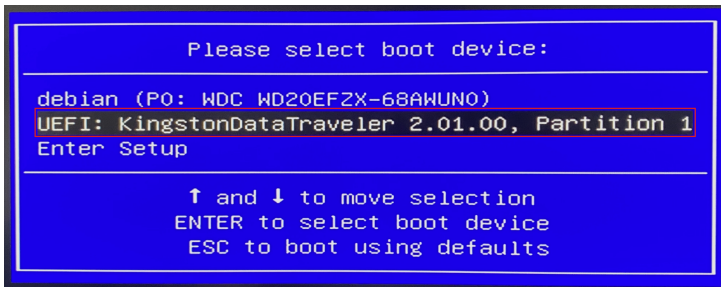 Please select boot device:
debian (P0: WDC WD20EFZX-68AWUN0)
UEFI: KingstonDataTraveler 2.01.00, Partition 1
Enter Setup
↑ and ↓ to move selection
ENTER to select boot device
ESC to boot using defaults